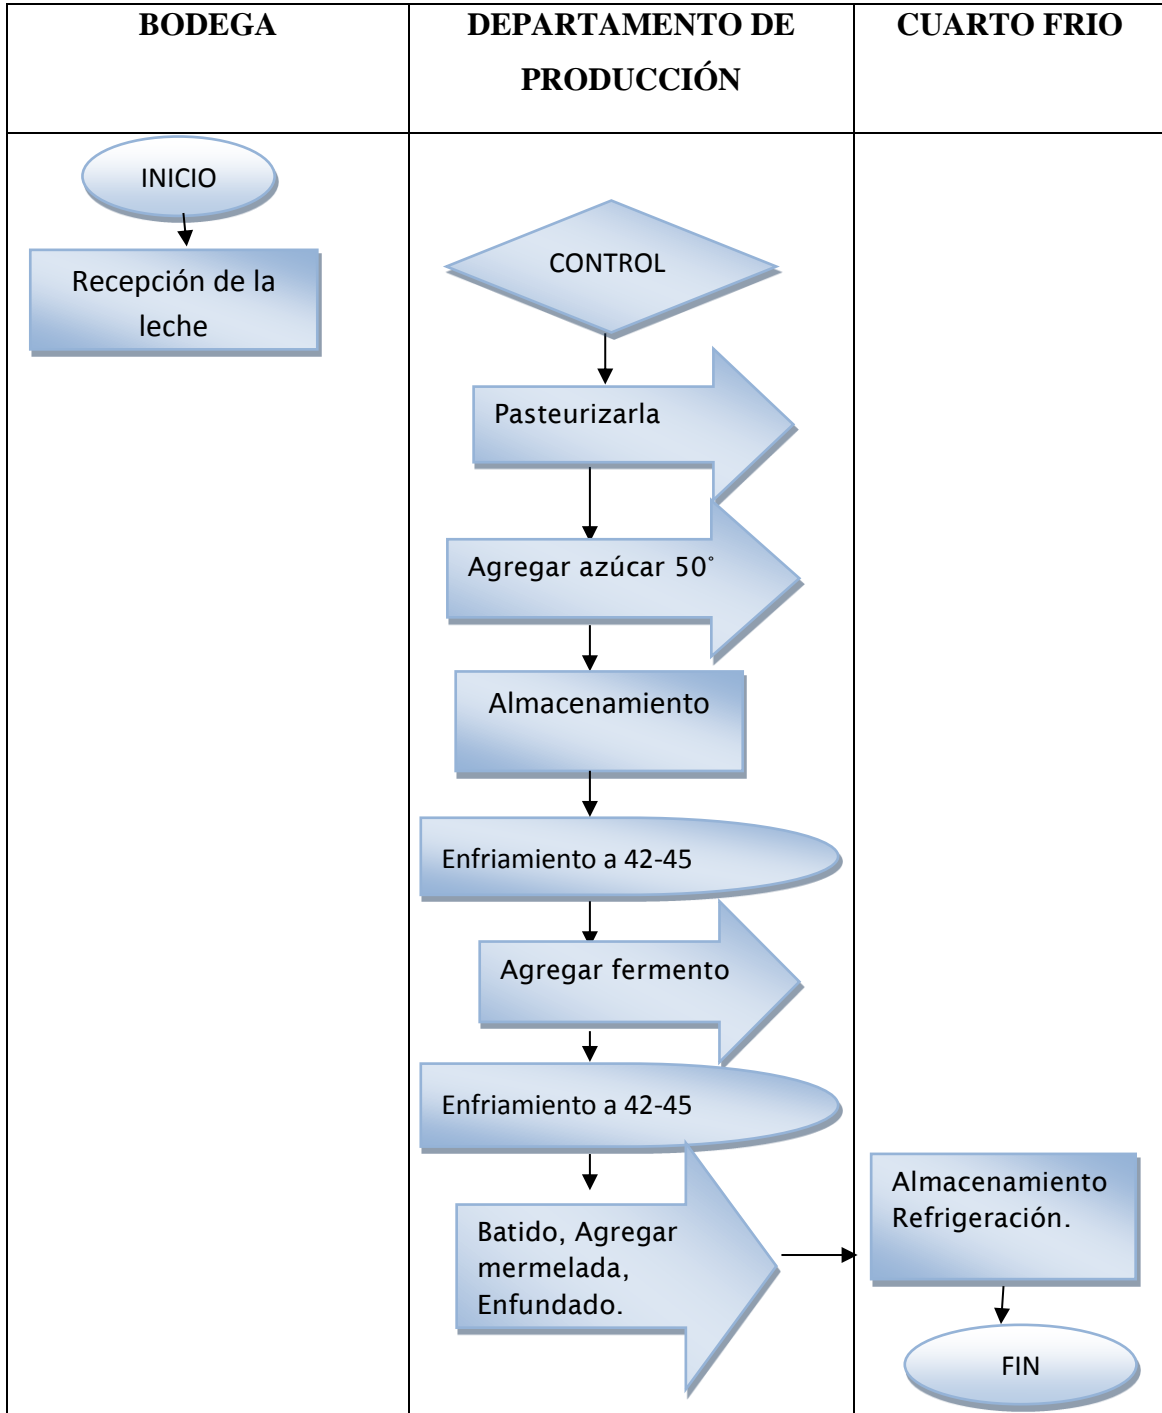 BODEGA
DEPARTAMENTO DE
PRODUCCIÓN
CUARTO FRIO
INICIO
Recepción de la
leche
CONTROL
Pasteurizarla
Agregar azúcar 50°
Almacenamiento
Enfriamiento a 42-45
Agregar fermento
Enfriamiento a 42-45
Batido, Agregar
mermelada,
Enfundado.
Almacenamiento
Refrigeración.
FIN